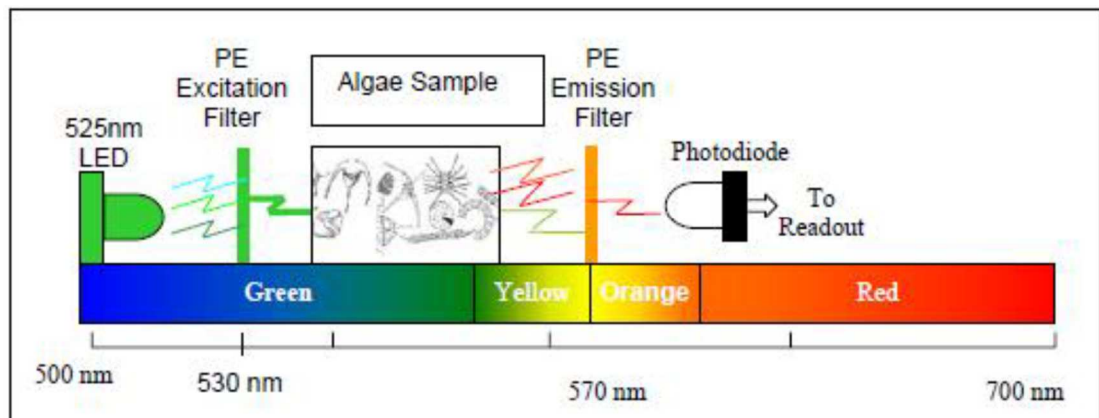 PE
Excitation
Filter
Algae Sample
PE
Emission
Filter
525nm
LED
Photodiode
To
Readout
Green
Yellow
Orange
Red
500 nm
530 nm
570 nm
700 nm